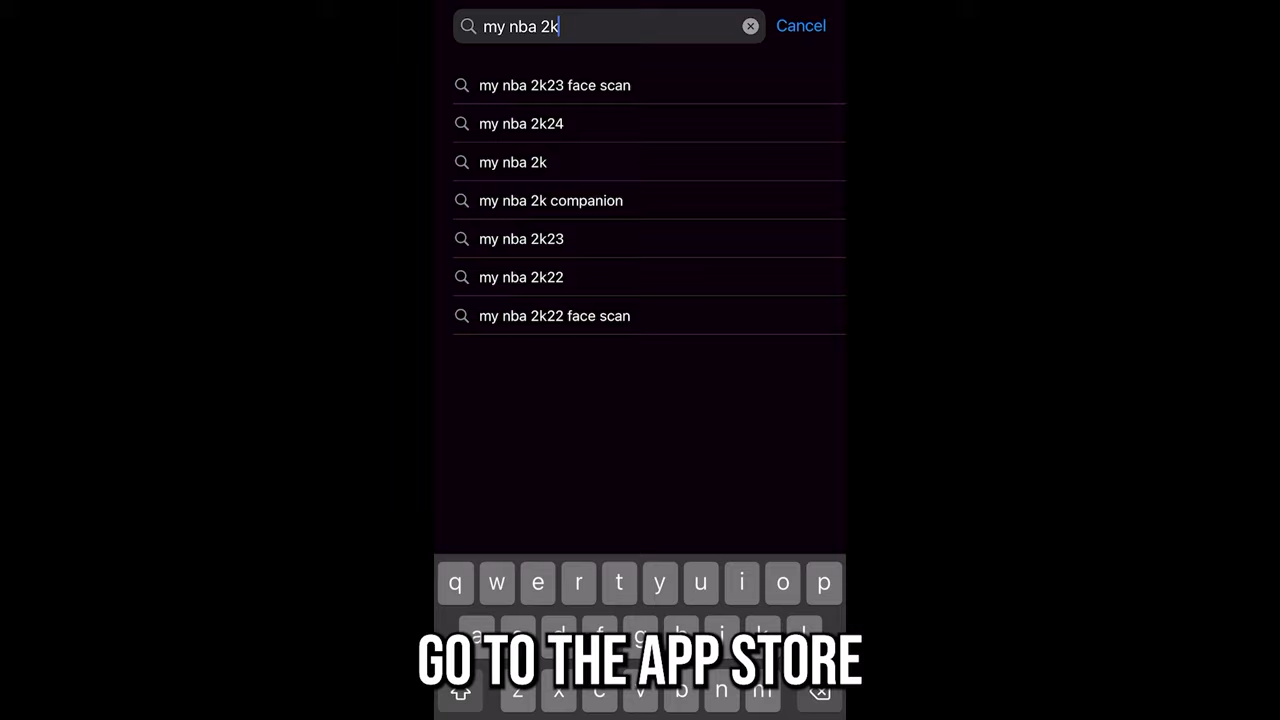 my nba 2k
Cancel
my nba 2k23 face scan
my nba 2k24
my nba 2k
my nba 2k companion
my nba 2k23
my nba 2k22
my nba 2k22 face scan
q w e r t y u i o p
a s d f g h j k l
GO TO THE APP STORE
z x c v b n m